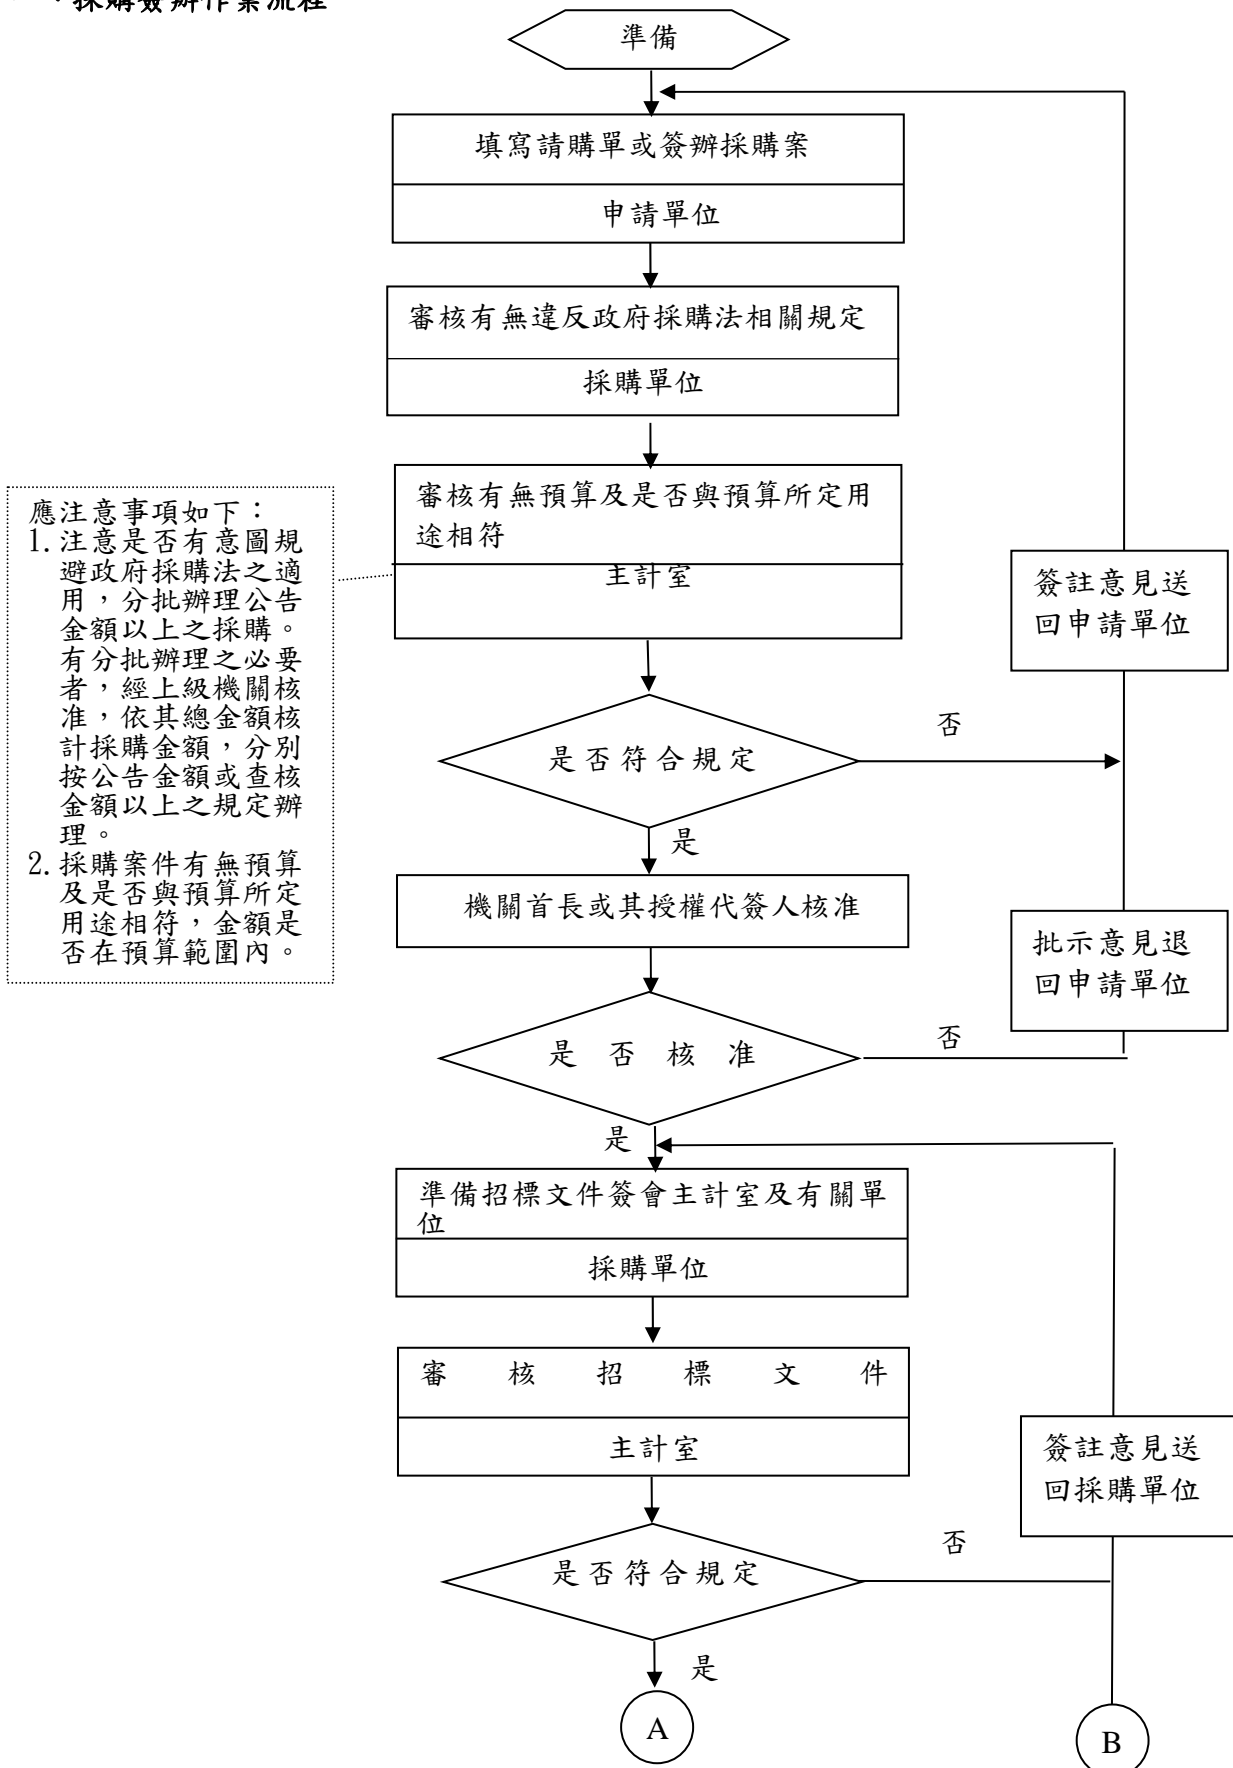 、採購簽辦作業流程
準備
填寫請購單或簽辦採購案
申請單位
審核有無違反政府採購法相關規定
採購單位
審核有無預算及是否與預算所定用
途相符
主計室
應注意事項如下：
1.注意是否有意圖規
避政府採購法之適
用，分批辦理公告
金額以上之採購。
有分批辦理之必要
者，經上級機關核
准，依其總金額核
計採購金額，分別
按公告金額或查核
金額以上之規定辦
理。
2.採購案件有無預算
及是否與預算所定
用途相符，金額是
否在預算範圍內。
簽註意見送
回申請單位
是否符合規定
否
是
機關首長或其授權代簽人核准
批示意見退
回申請單位
是否核准
否
是
準備招標文件簽會主計室及有關單
位
採購單位
審核招標文件
主計室
簽註意見送
回採購單位
是否符合規定
否
是
A
B